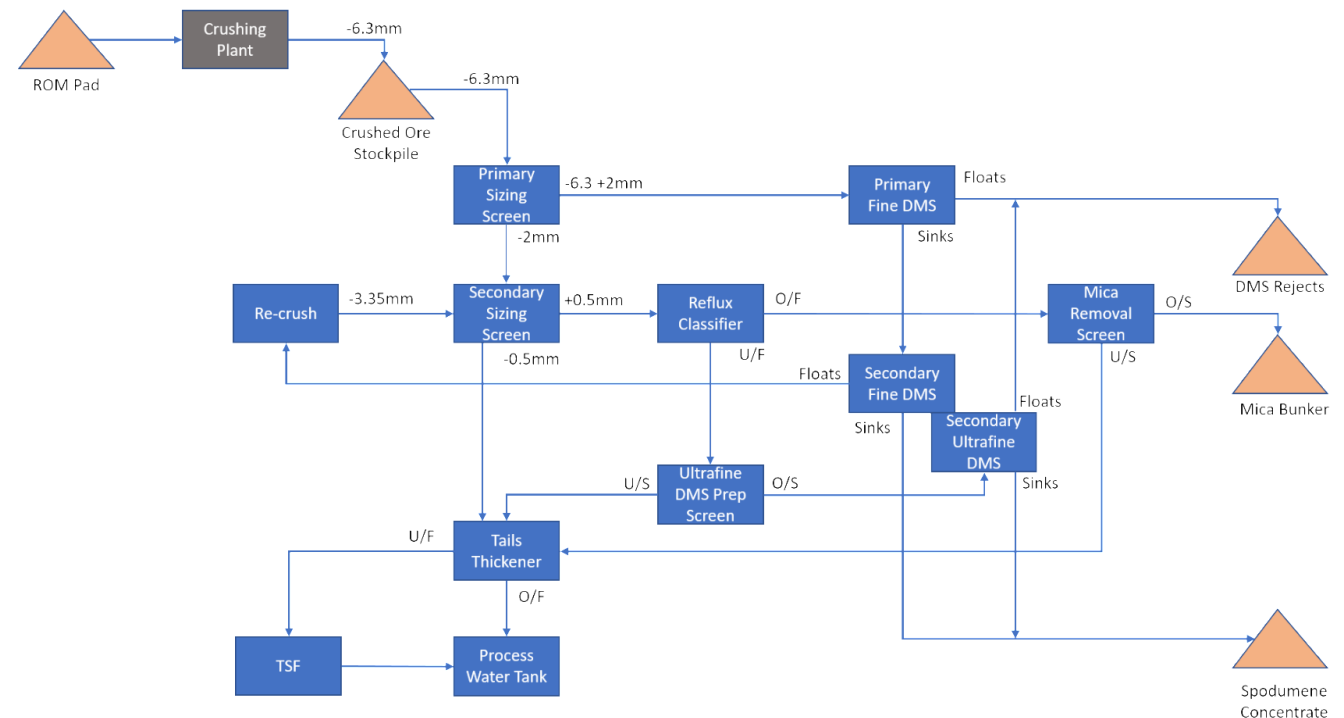 Crushing
Plant
-6.3mm
ROM Pad
-6.3mm
Crushed Ore
Stockpile
Primary
Sizing
Screen
-6.3 +2mm
Primary
Fine DMS
Floats
-2mm
Sinks
DMS Rejects
Re-crush
-3.35mm
Secondary
Sizing
Screen
+0.5mm
Reflux
Classifier
O/F
Mica
Removal
Screen
O/S
-0.5mm
U/F
U/S
Floats
Secondary
Fine DMS
Mica Bunker
Floats
Sinks
Secondary
Ultrafine
DMS
Sinks
U/S
Ultrafine
DMS Prep
Screen
O/S
U/F
Tails
Thickener
O/F
TSF
Process
Water Tank
Spodumene
Concentrate